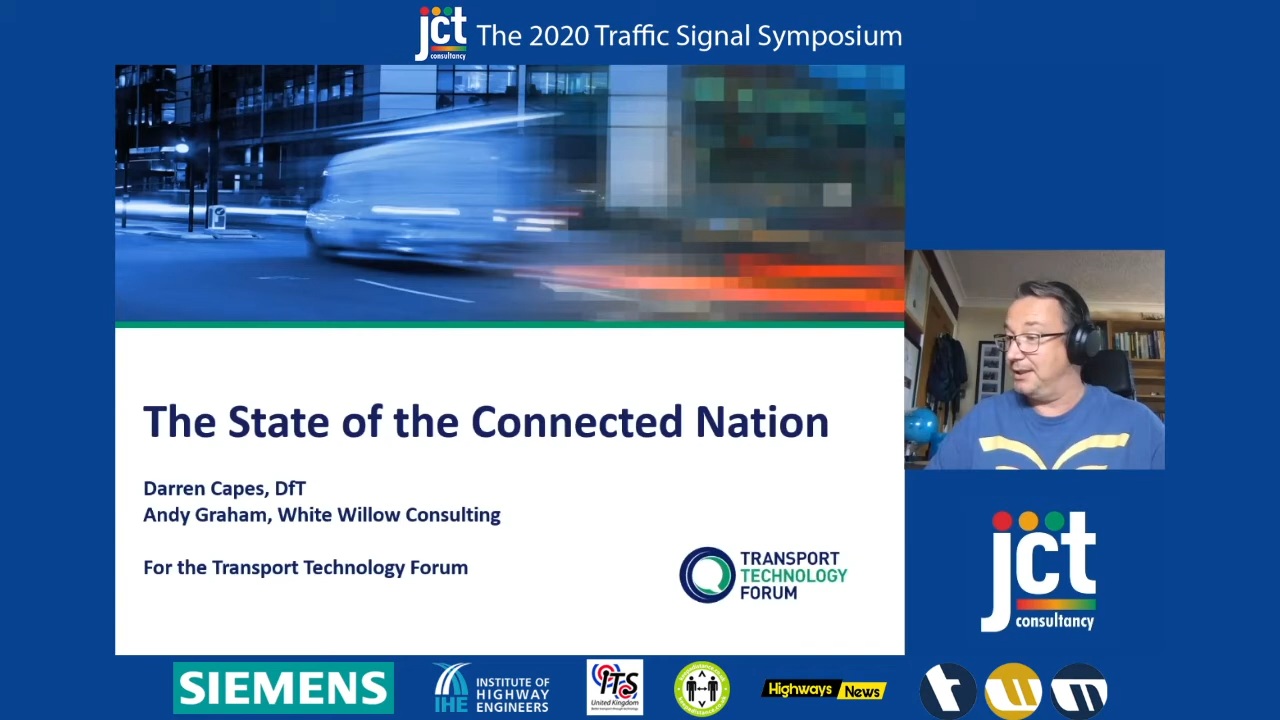 jct
consultancy
The 2020 Traffic Signal Symposium
The State of the Connected Nation
Darren Capes, DfT
Andy Graham, White Willow Consulting
For the Transport Technology Forum
TRANSPORT
TECHNOLOGY
FORUM
jct
consultancy
SIEMENS
IHE
INSTITUTE OF
HIGHWAY
ENGINEERS
ITS
United Kingdom
Highways
News